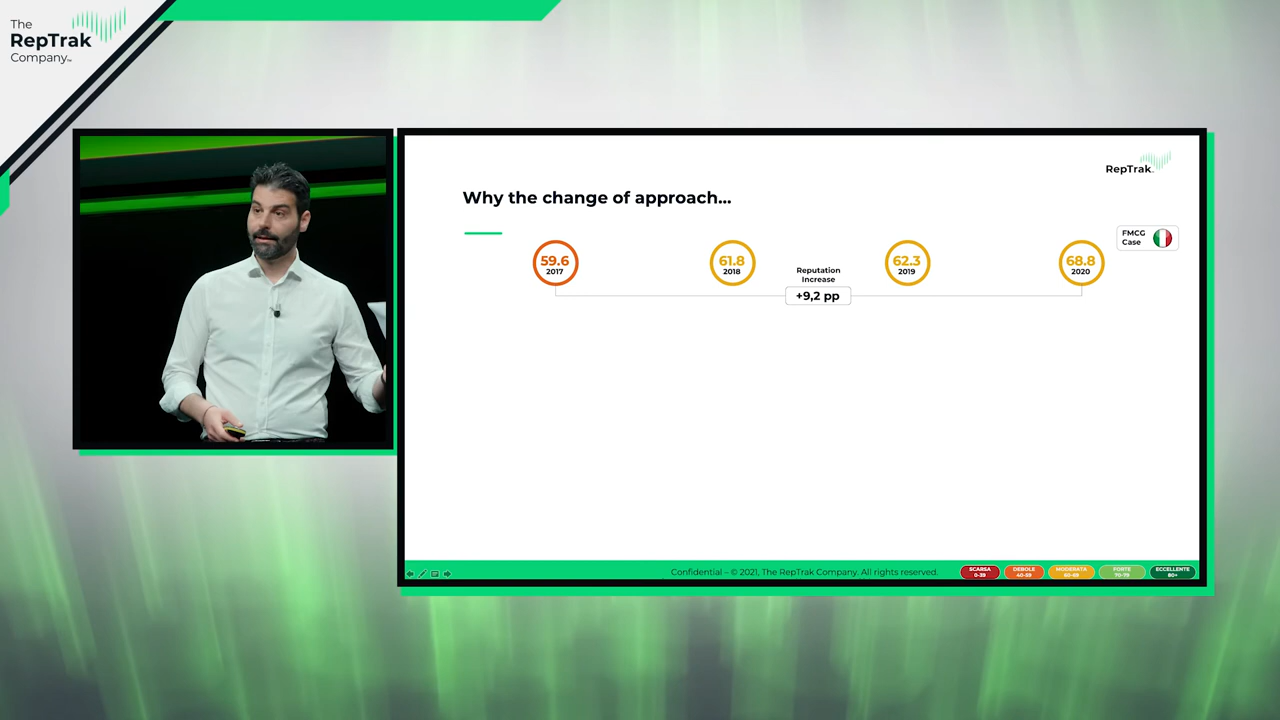 The
RepTrak
Company™
RepTrak™
Why the change of approach...
FMCG
Case
59.6
2017
61.8
2018
62.3
2019
68.8
2020
Reputation
Increase
+9,2 pp
Confidential – © 2021, The RepTrak Company. All rights reserved.
SCARSA
0-39
DEBOLE
40-59
MODERATA
60-69
FORTE
70-79
ECCELLENTE
80+